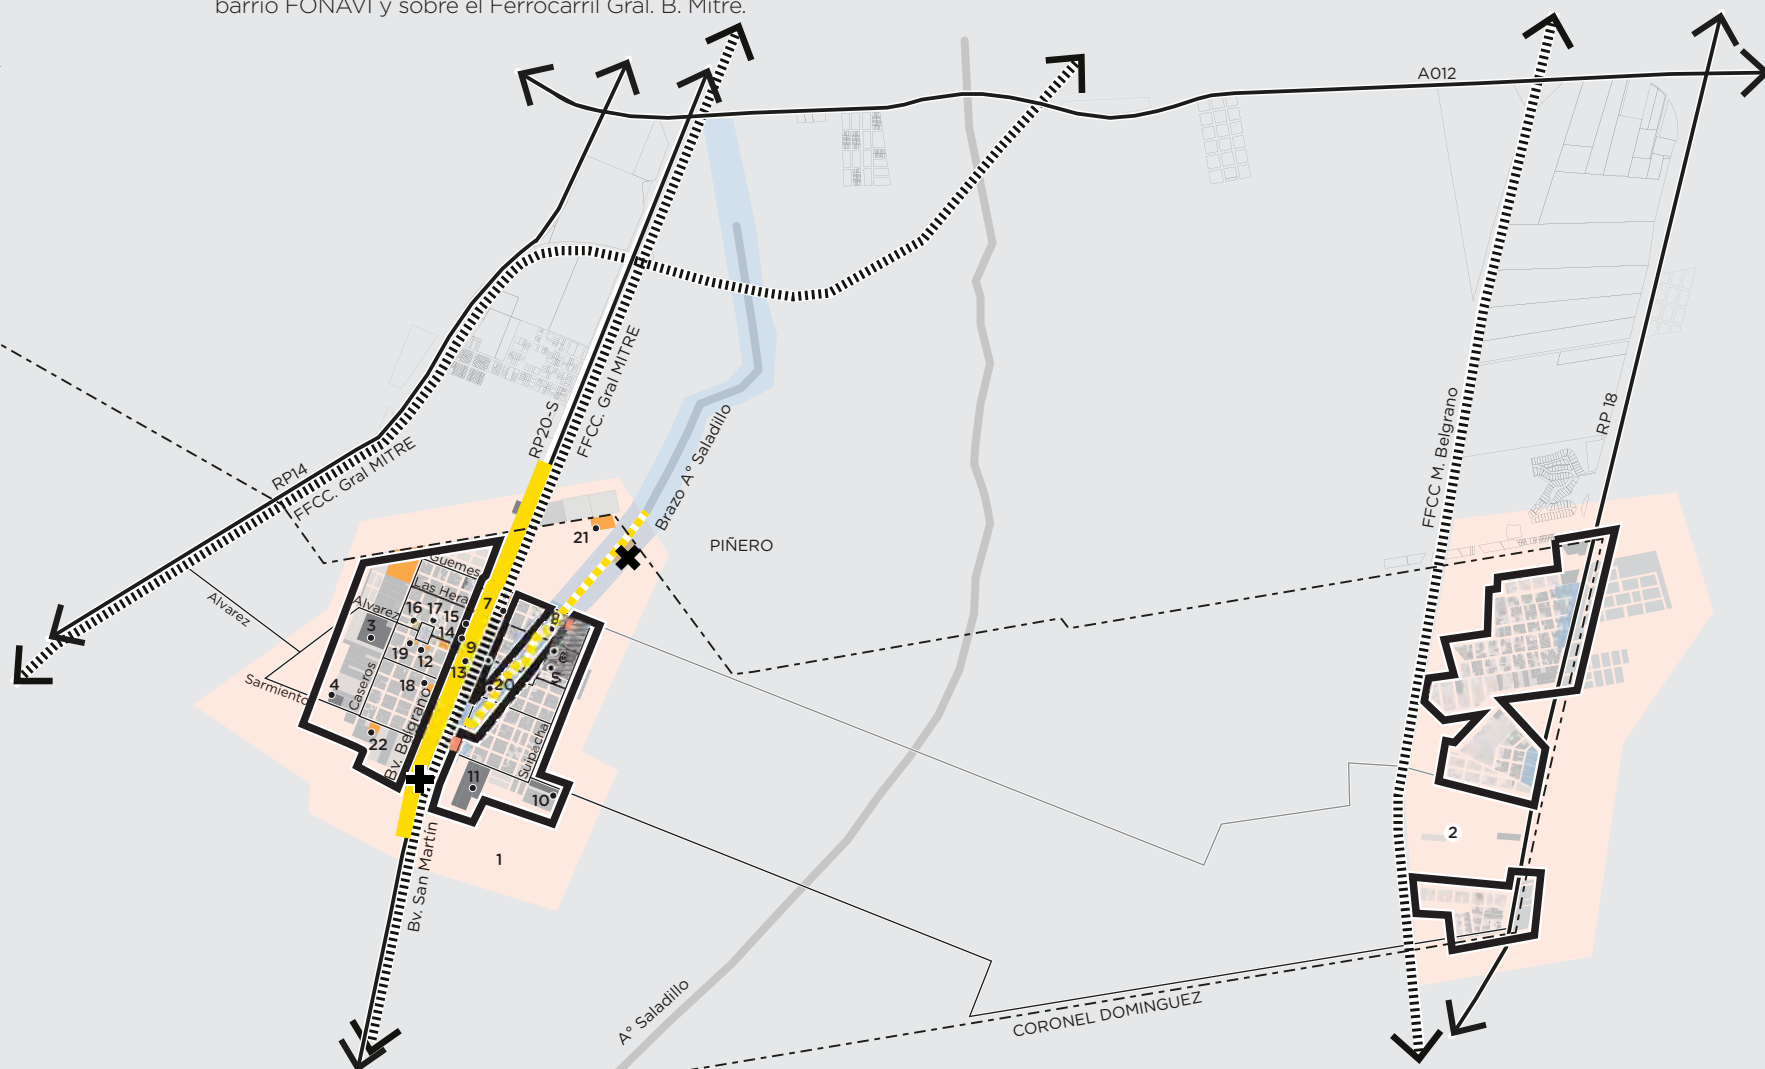 barrio FONAVI y sobre el Ferrocarril Gral. B. Mitre.
A012
RP20-S
FFCC. Gral MITRE
RP14
FFCC. Gral MITRE
Brazo A° Saladillo
FFCC M. Belgrano
RP 18
PIÑERO
21
Guemes
Las Heras
Alvarez
Alvarez
16
17
15
14
7
3
19
12
9
13
8
6
5
20
18
4
Sarmiento
Caseros
22
Bv. Belgrano
Suipacha
11
10
1
2
Bv. San Martín
A° Saladillo
CORONEL DOMINGUEZ